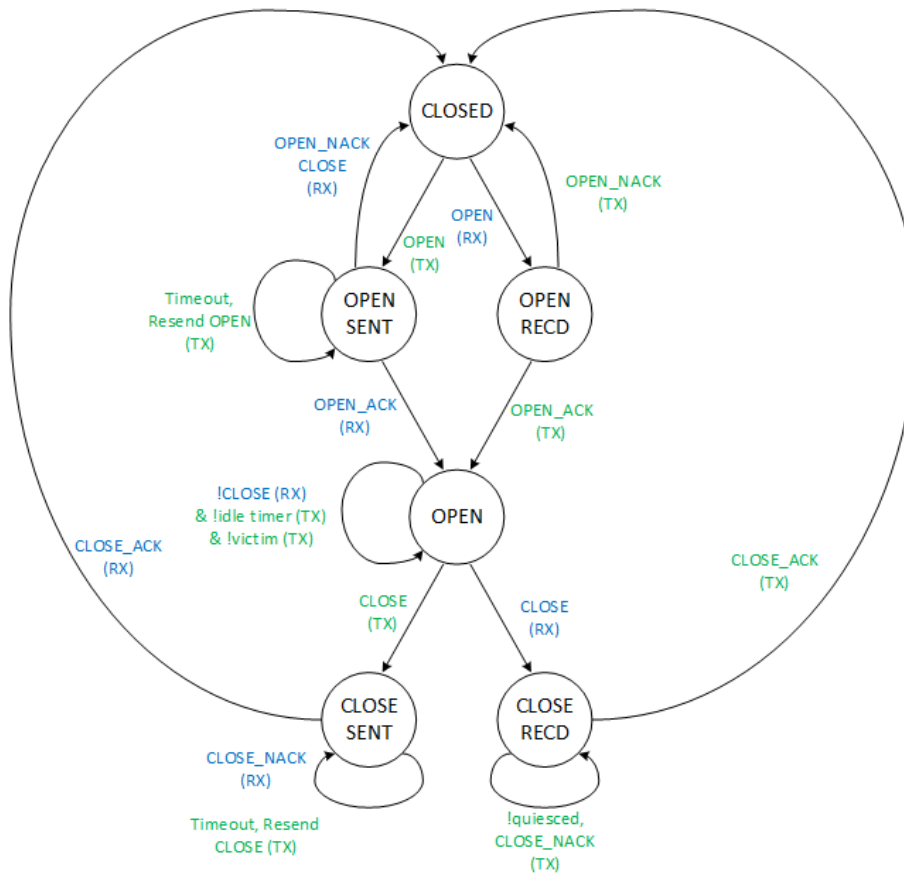 CLOSED
OPEN_NACK
CLOSE
(RX)
OPEN_NACK
(TX)
OPEN
(RX)
OPEN
(TX)
Timeout,
Resend OPEN
(TX)
OPEN
SENT
OPEN
RECD
OPEN_ACK
(RX)
OPEN_ACK
(TX)
!CLOSE (RX)
& !idle timer (TX)
& !victim (TX)
OPEN
CLOSE_ACK
(RX)
CLOSE_ACK
(TX)
CLOSE
(TX)
CLOSE
(RX)
CLOSE
SENT
CLOSE
RECD
CLOSE_NACK
(RX)
Timeout, Resend
CLOSE (TX)
!quiesced,
CLOSE_NACK
(TX)